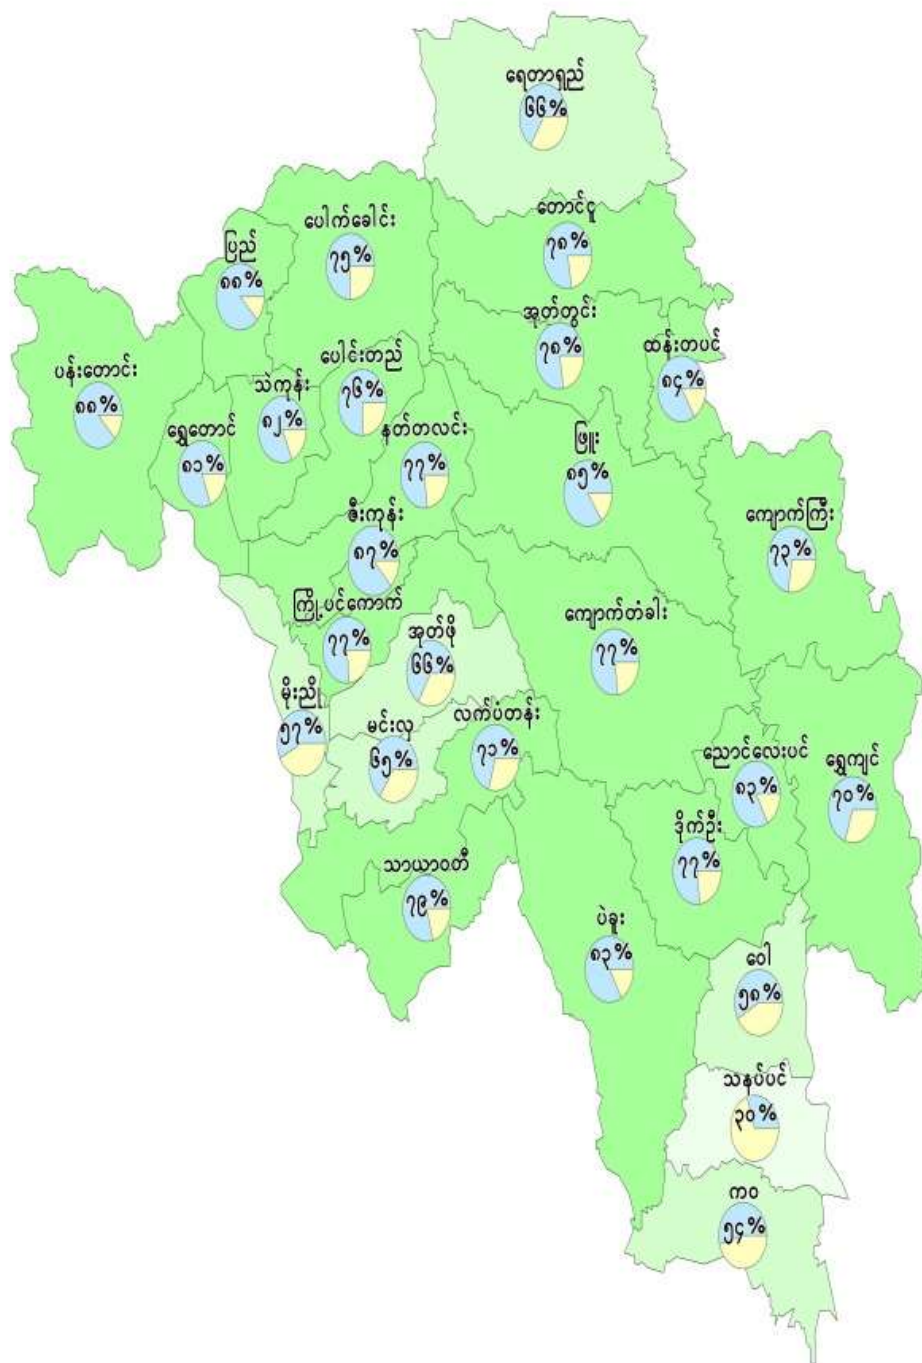 ရေတာရှည်
၆၆%
တောင်ငူ
၇၈%
ပေါက်ခေါင်း
၇၅%
ပြည်
၈၈%
အုတ်တွင်း
၇၈%
ထန်းတပင်
၈၄%
ပန်းတောင်း
၈၈%
ပေါင်းတည်
၇၆%
သဲကုန်း
၈၂%
ရွှေတောင်
၈၁%
နတ်တလင်း
၇၇%
ဖြူး
၈၅%
ကျောက်ကြီး
၇၃%
ဇီးကုန်း
၈၇%
ကြို့ပင်ကောက်
၇၇%
အုတ်ဖို
၆၆%
ကျောက်တံခါး
၇၇%
မိုးညို
၅၇%
မင်းလှ
၆၅%
လက်ပံတန်း
၇၁%
ညောင်လေးပင်
၈၃%
ရွှေကျင်
၇၀%
ဒိုက်ဦး
၇၇%
သာယာဝတီ
၇၉%
ပဲခူး
၈၃%
ဝေါ
၅၈%
သနပ်ပင်
၃၀%
ကဝ
၅၄%